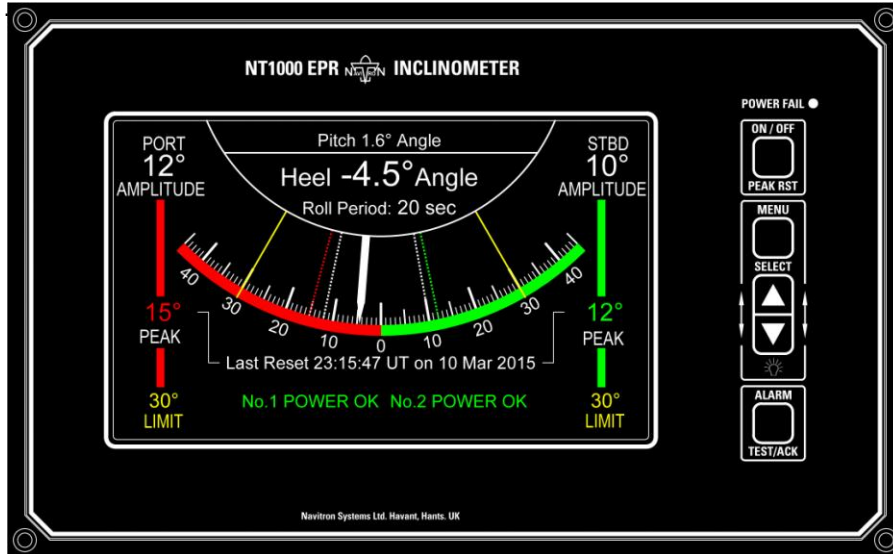 NT1000 EPR NAVITRON INCLINOMETER
POWER FAIL
ON / OFF
PEAK RST
MENU
SELECT
ALARM
TEST/ACK
Pitch 1.6° Angle
Heel -4.5° Angle
Roll Period: 20 sec
PORT
12°
AMPLITUDE
15°
PEAK
30°
LIMIT
STBD
10°
AMPLITUDE
12°
PEAK
30°
LIMIT
40 30 20 10 0 10 20 30 40
Last Reset 23:15:47 UT on 10 Mar 2015
No.1 POWER OK No.2 POWER OK
Navitron Systems Ltd. Havant, Hants. UK